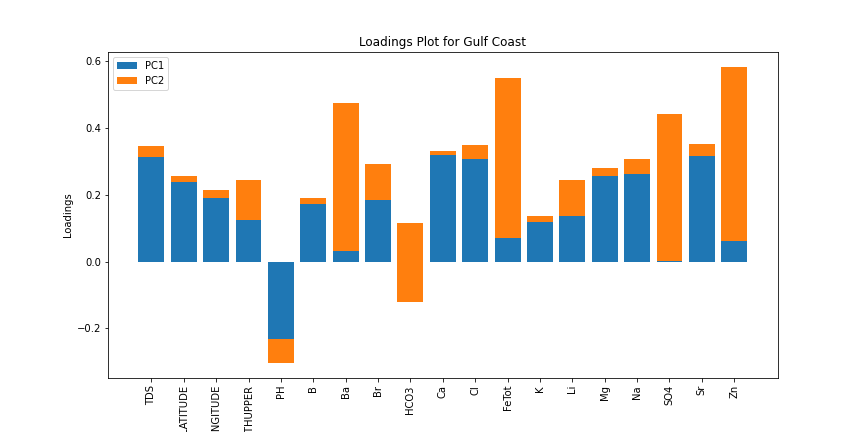 Loadings Plot for Gulf Coast
PC1
PC2
0.6
0.4
0.2
0.0
−0.2
Loadings
TDS
LATITUDE
NGITUDE
THUPPER
PH
B
Ba
Br
HCO3
Ca
Cl
FeTot
K
Li
Mg
Na
SO4
Sr
Zn